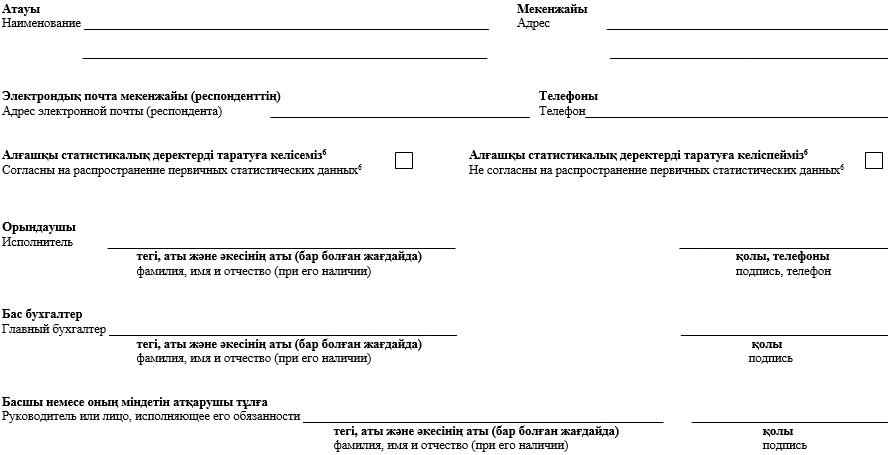 Атауы Мекенжайы
Наименование Адрес
Электрондық почта мекенжайы (респонденттің) Телефоны
Адрес электронной почты (респондента) Телефон
Алғашқы статистикалық деректерді таратуға келісеміз⁶ Алғашқы статистикалық деректерді таратуға келіспейміз⁶
Согласны на распространение первичных статистических данных⁶ Не согласны на распространение первичных статистических данных⁶
Орындаушы
Исполнитель
тегі, аты және әкесінің аты (бар болған жағдайда) қолы, телефоны
фамилия, имя и отчество (при его наличии) подпись, телефон
Бас бухгалтер
Главный бухгалтер
тегі, аты және әкесінің аты (бар болған жағдайда) қолы
фамилия, имя и отчество (при его наличии) подпись
Басшы немесе оның міндетін атқарушы тұлға
Руководитель или лицо, исполняющее его обязанности
тегі, аты және әкесінің аты (бар болған жағдайда) қолы
фамилия, имя и отчество (при его наличии) подпись